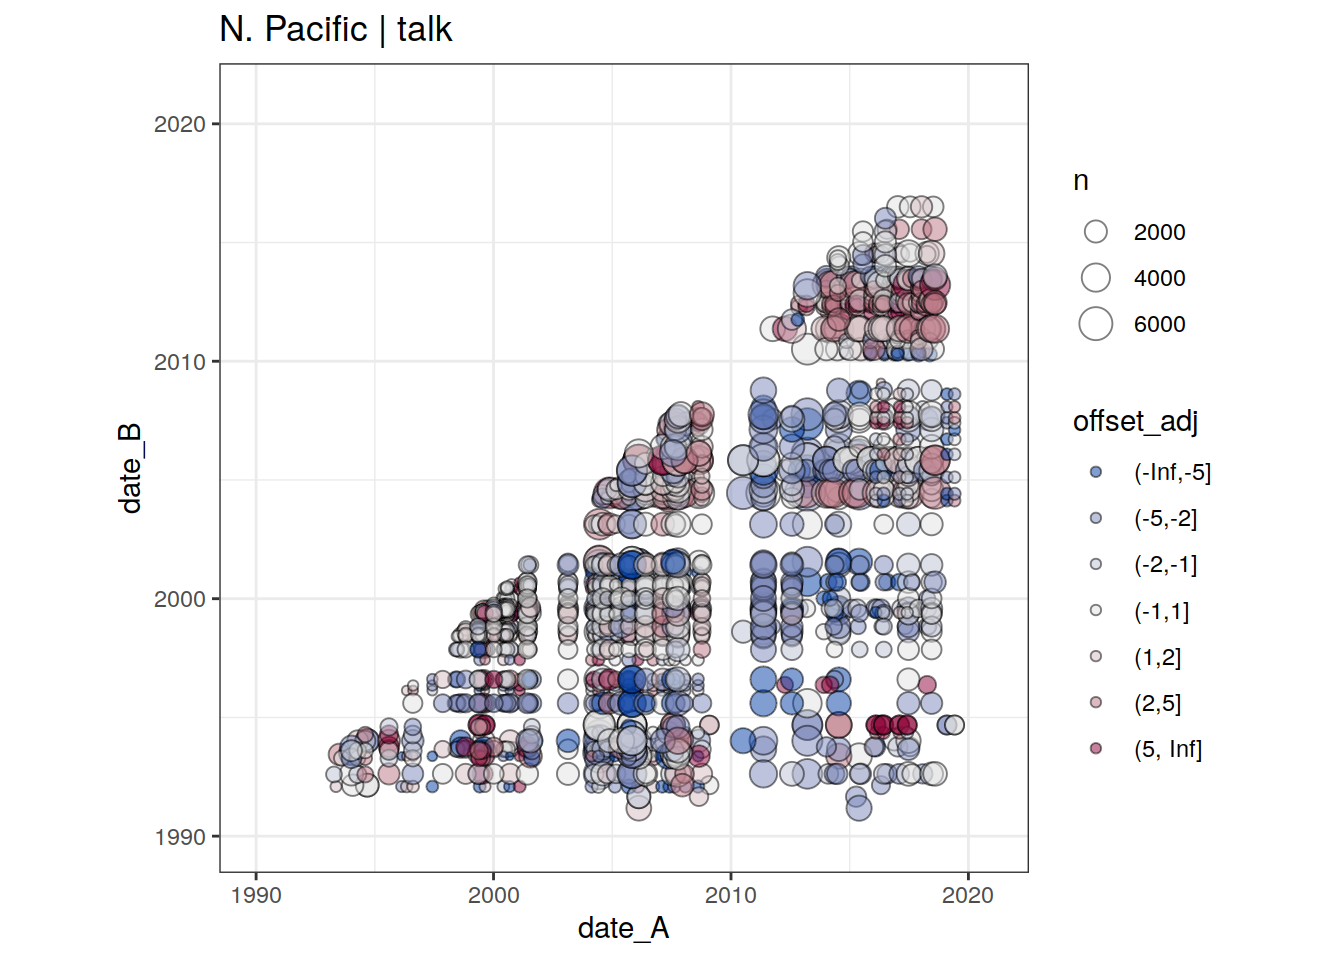 N. Pacific | talk
2020
2010
2000
1990
1990
2000
2010
2020
date_A
date_B
n
2000
4000
6000
offset_adj
(-Inf,-5]
(-5,-2]
(-2,-1]
(-1,1]
(1,2]
(2,5]
(5, Inf]